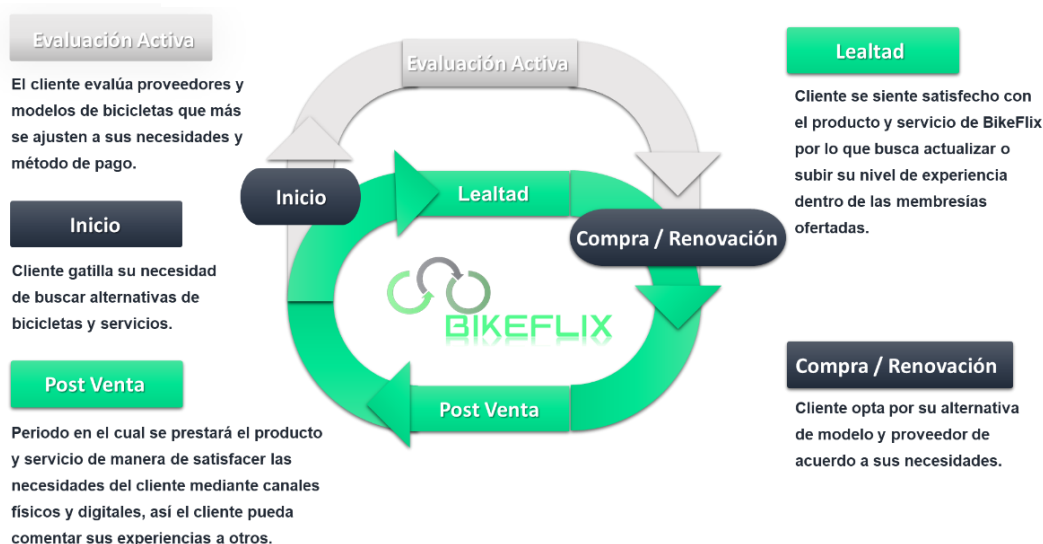 Evaluación Activa
El cliente evalúa proveedores y
modelos de bicicletas que más
se ajusten a sus necesidades y
método de pago.
Inicio
Cliente gatilla su necesidad
de buscar alternativas de
bicicletas y servicios.
Post Venta
Periodo en el cual se prestará el producto
y servicio de manera de satisfacer las
necesidades del cliente mediante canales
físicos y digitales, así el cliente pueda
comentar sus experiencias a otros.
Evaluación Activa
Inicio
Lealtad
Compra / Renovación
BIKEFLIX
Post Venta
Lealtad
Cliente se siente satisfecho con
el producto y servicio de BikeFlix
por lo que busca actualizar o
subir su nivel de experiencia
dentro de las membresías
ofertadas.
Compra / Renovación
Cliente opta por su alternativa
de modelo y proveedor de
acuerdo a sus necesidades.